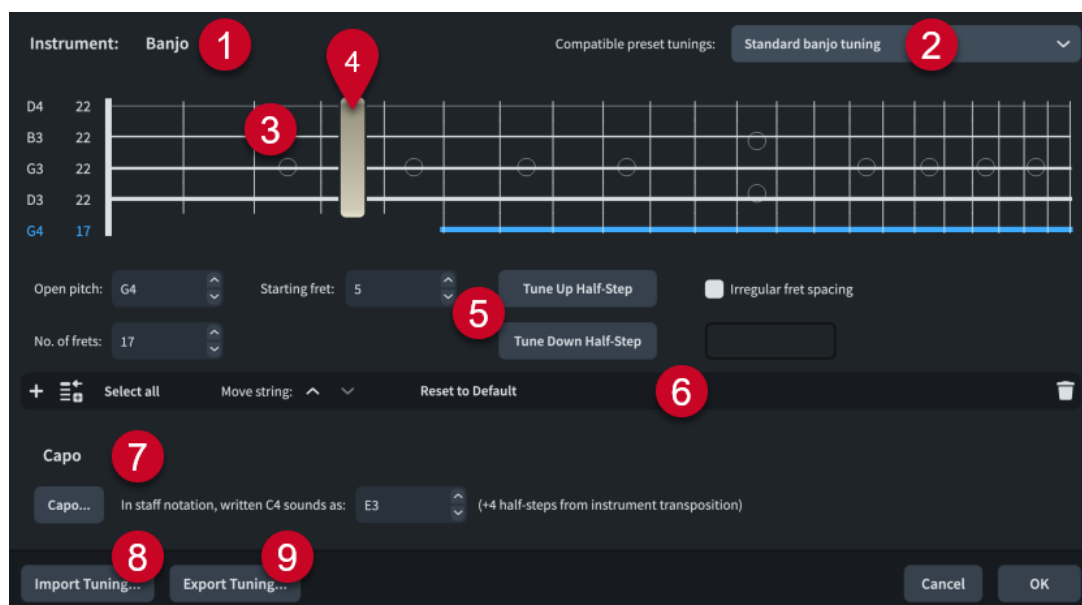 Instrument: Banjo 1 Compatible preset tunings: Standard banjo tuning 2
4
D4 22
3
B3 22
G3 22
D3 22
G4 17
Open pitch: G4 Starting fret: 5 Tune Up Half-Step Irregular fret spacing
5
No. of frets: 17 Tune Down Half-Step
+ Select all Move string: Reset to Default 6
Capo 7
Capo... In staff notation, written C4 sounds as: E3 (+4 half-steps from instrument transposition)
8 9
Import Tuning... Export Tuning... Cancel OK